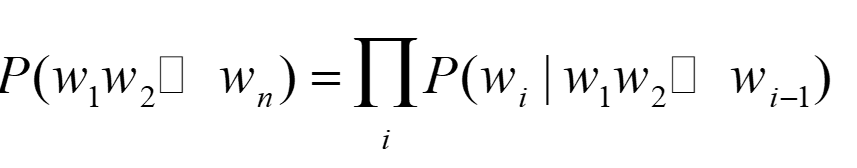 P(w₁w₂□ wₙ) = ∏ᵢ P(wᵢ | w₁w₂□ wᵢ₋₁)